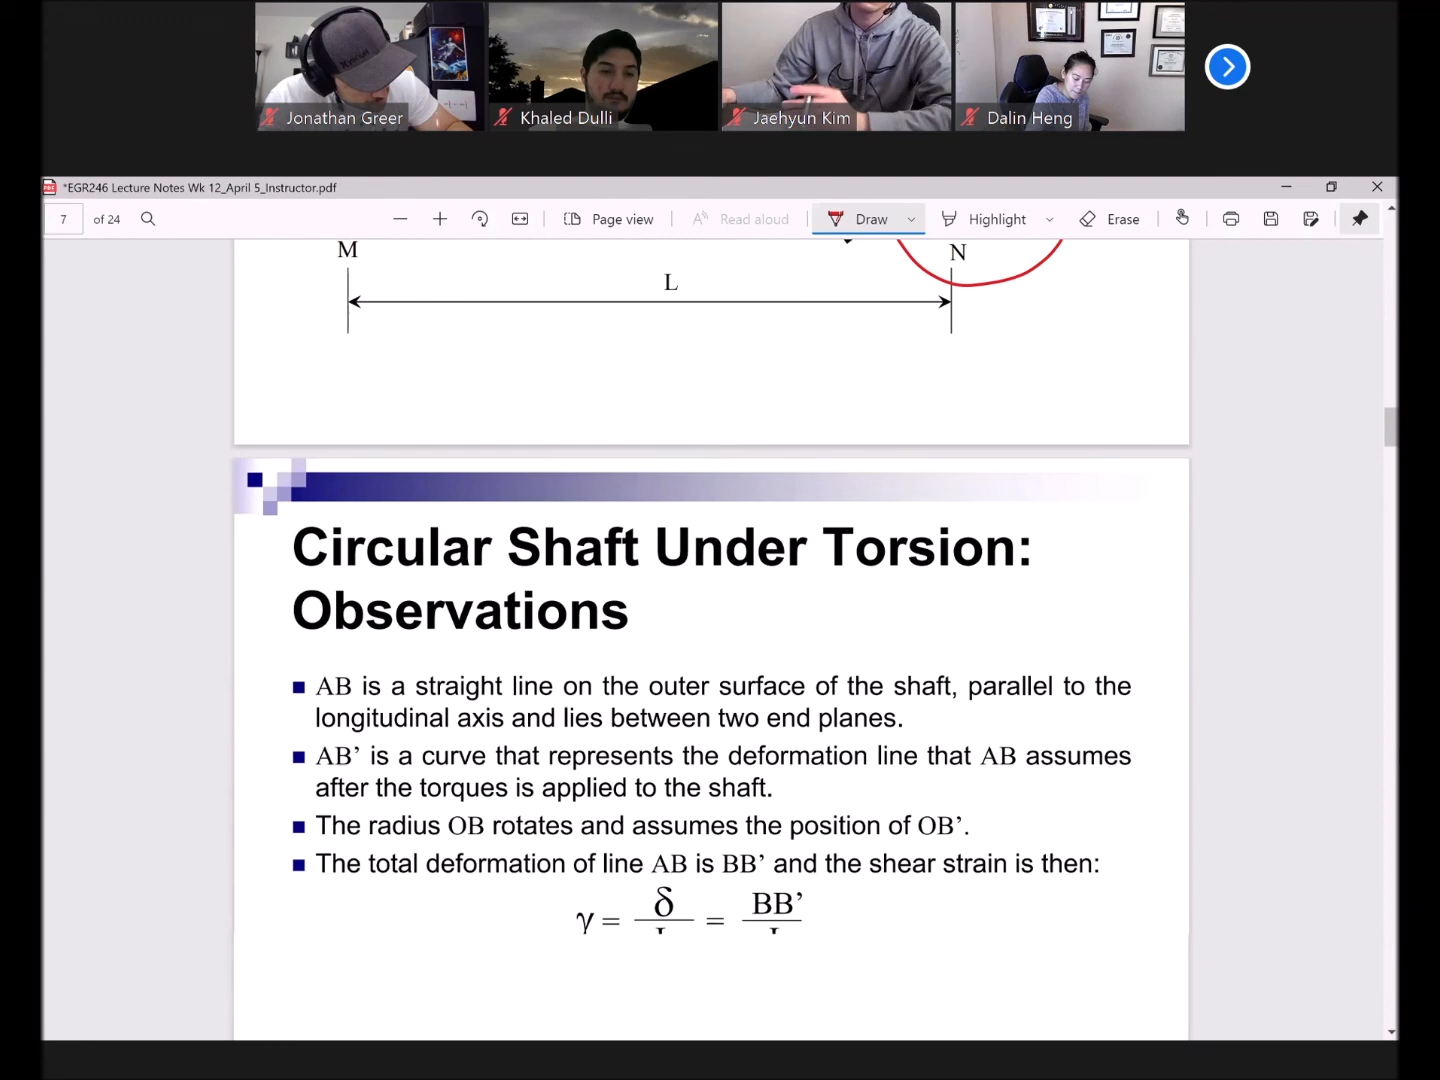 Jonathan Greer
Khaled Dulli
Jaehyun Kim
Dalin Heng
*EGR246 Lecture Notes Wk 12_April 5_Instructor.pdf
7 of 24
Page view
Read aloud
Draw
Highlight
Erase
M
N
L
Circular Shaft Under Torsion:
Observations
AB is a straight line on the outer surface of the shaft, parallel to the
longitudinal axis and lies between two end planes.
AB’ is a curve that represents the deformation line that AB assumes
after the torques is applied to the shaft.
The radius OB rotates and assumes the position of OB’.
The total deformation of line AB is BB’ and the shear strain is then:
γ = δ = BB’